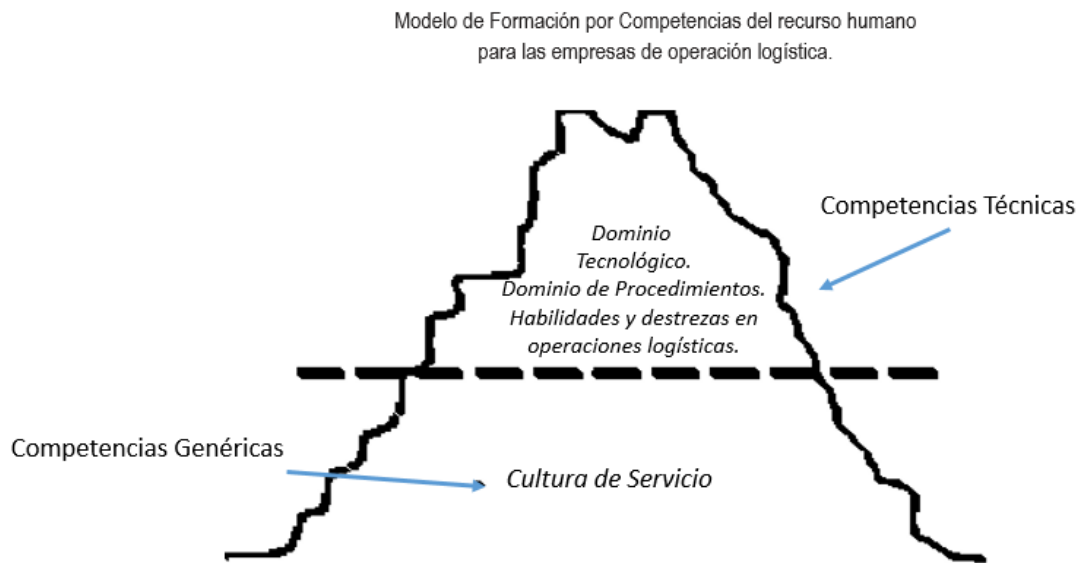 Modelo de Formación por Competencias del recurso humano
para las empresas de operación logística.
Competencias Técnicas
Dominio
Tecnológico.
Dominio de Procedimientos.
Habilidades y destrezas en
operaciones logísticas.
Competencias Genéricas
Cultura de Servicio